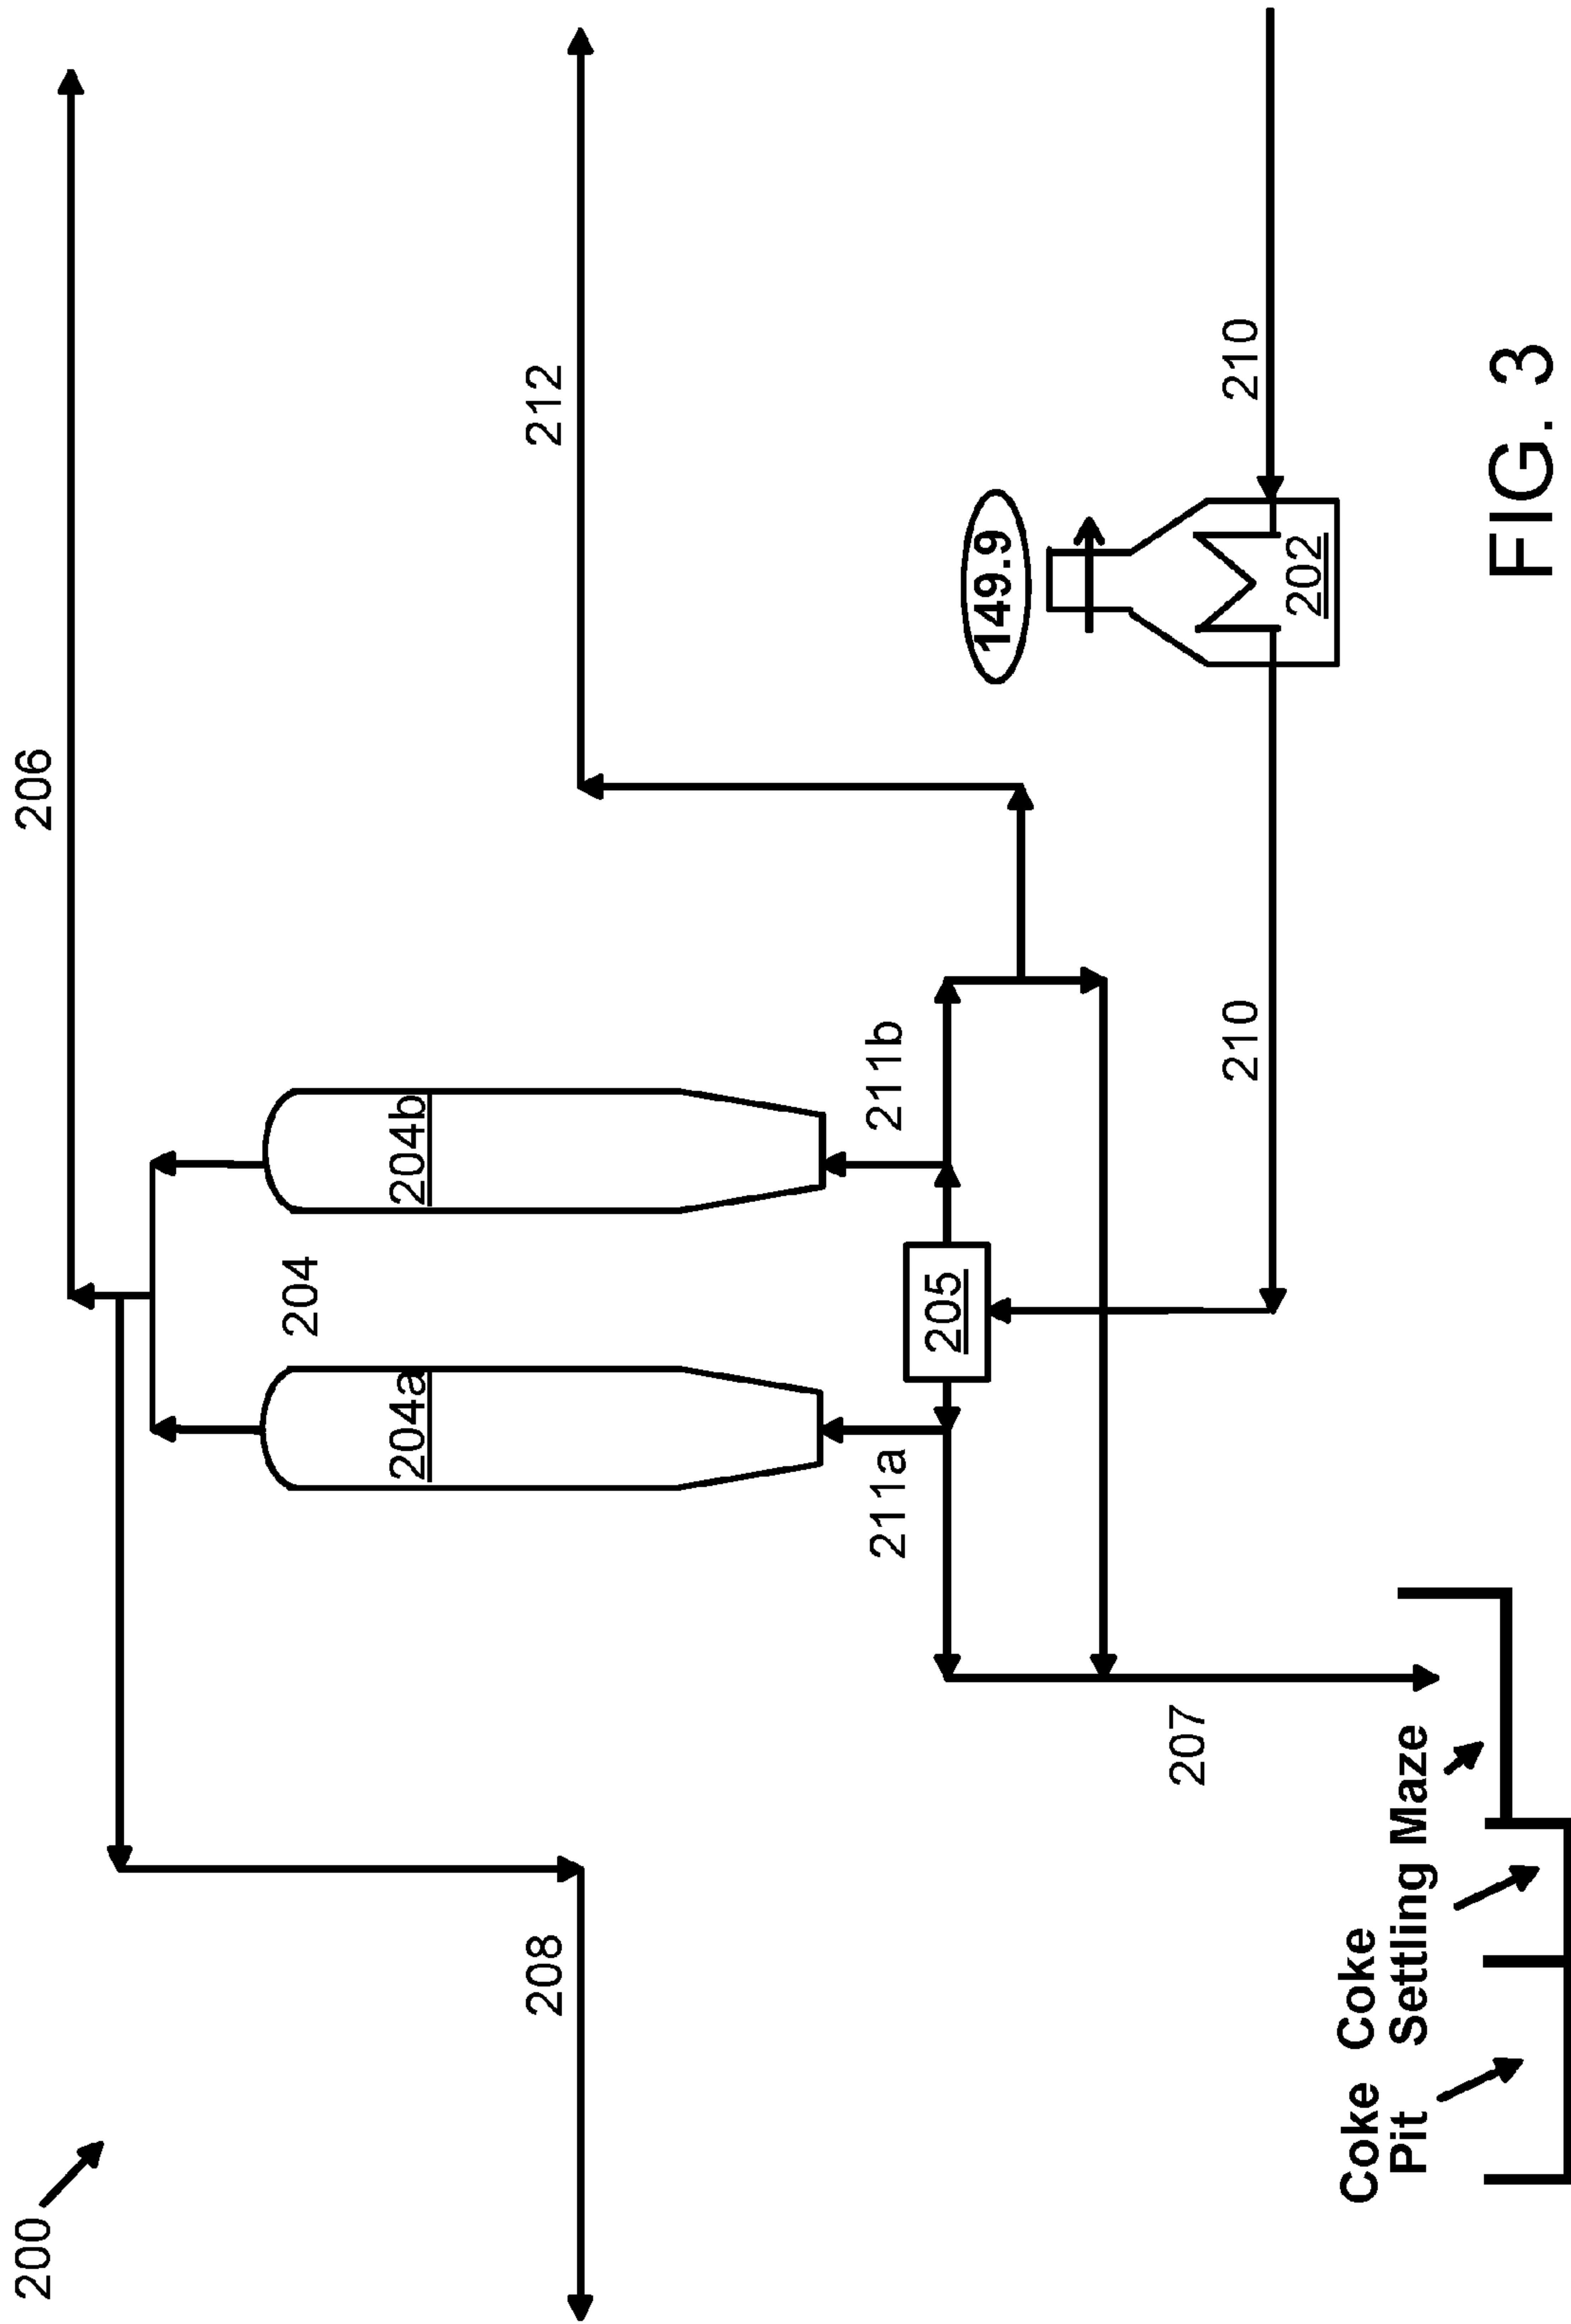 200
206
208
204
204a
204b
212
211a
211b
205
149.9
207
210
210
202
Coke Coke
Pit Settling Maze
FIG. 3